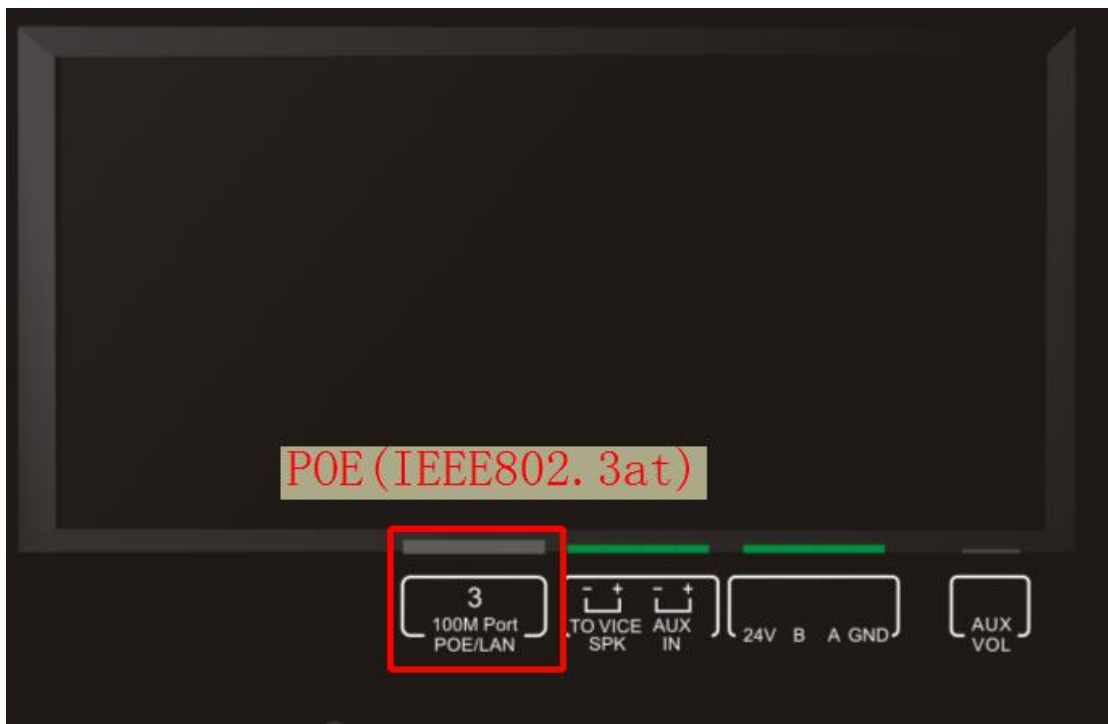 POE(IEEE802.3at)
3
100M Port
POE/LAN
- + - +
TO VICE AUX
SPK IN
24V B A GND
AUX
VOL